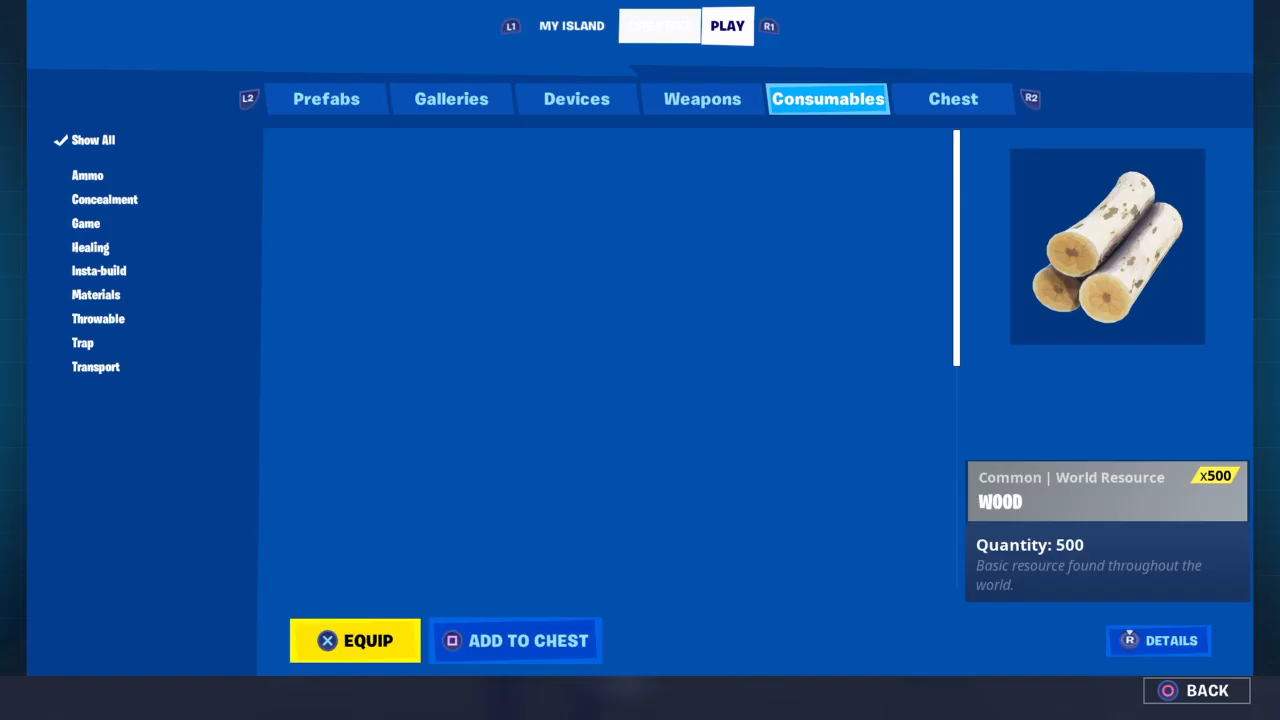 L1 MY ISLAND PLAY R1
L2 Prefabs Galleries Devices Weapons Consumables Chest R2
Show All
Ammo
Concealment
Game
Healing
Insta-build
Materials
Throwable
Trap
Transport
Common | World Resource x500
WOOD
Quantity: 500
Basic resource found throughout the
world.
EQUIP ADD TO CHEST R DETAILS
BACK